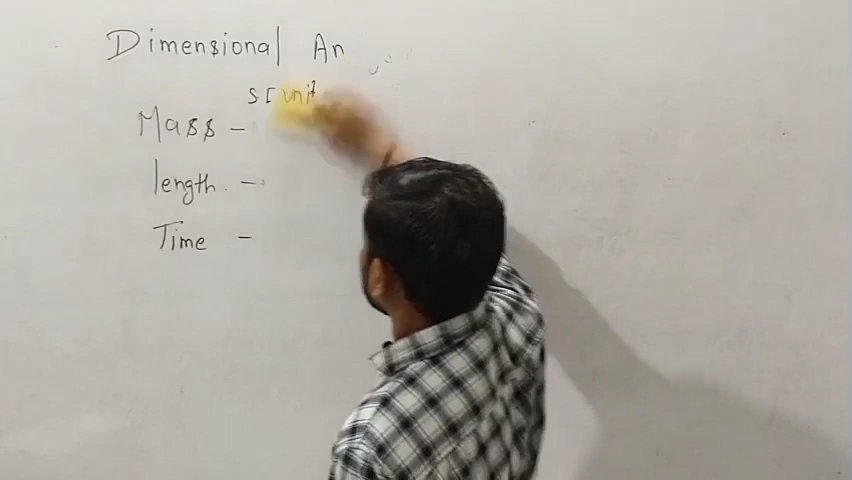 Dimensional An
SI unit
Mass -
length. -
Time -